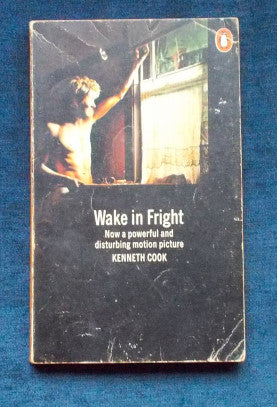 Wake in Fright
Now a powerful and
disturbing motion picture
KENNETH COOK